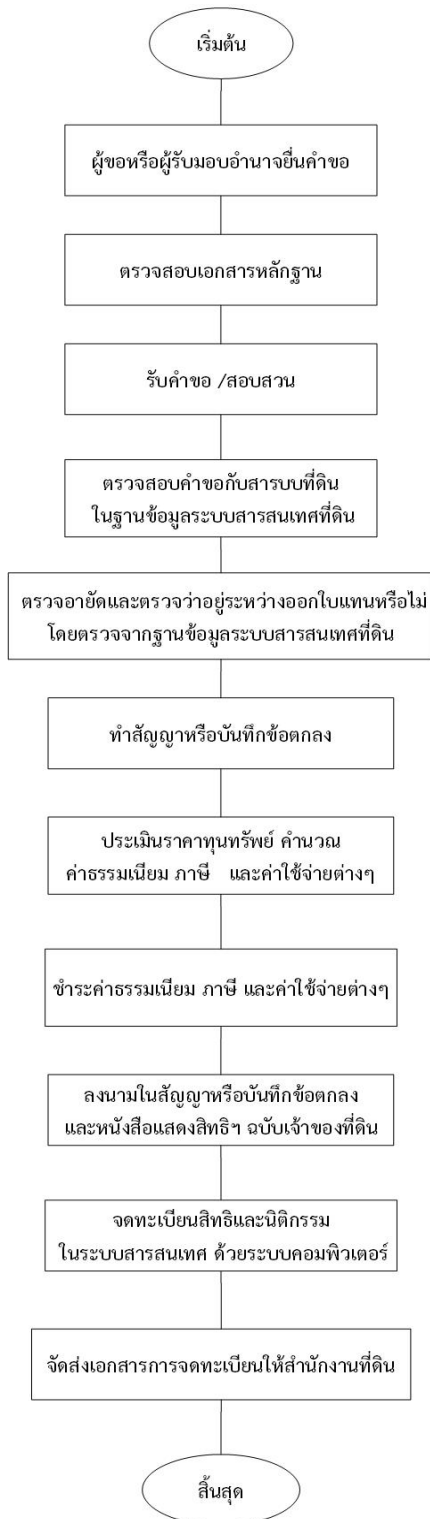 เริ่มต้น
ผู้ขอหรือผู้รับมอบอำนาจยื่นคำขอ
ตรวจสอบเอกสารหลักฐาน
รับคำขอ /สอบสวน
ตรวจสอบคำขอกับสารบบที่ดิน
ในฐานข้อมูลระบบสารสนเทศที่ดิน
ตรวจอายัดและตรวจว่าอยู่ระหว่างออกใบแทนหรือไม่
โดยตรวจจากฐานข้อมูลระบบสารสนเทศที่ดิน
ทำสัญญาหรือบันทึกข้อตกลง
ประเมินราคาทุนทรัพย์ คำนวณ
ค่าธรรมเนียม ภาษี และค่าใช้จ่ายต่างๆ
ชำระค่าธรรมเนียม ภาษี และค่าใช้จ่ายต่างๆ
ลงนามในสัญญาหรือบันทึกข้อตกลง
และหนังสือแสดงสิทธิฯ ฉบับเจ้าของที่ดิน
จดทะเบียนสิทธิและนิติกรรม
ในระบบสารสนเทศ ด้วยระบบคอมพิวเตอร์
จัดส่งเอกสารการจดทะเบียนให้สำนักงานที่ดิน
สิ้นสุด